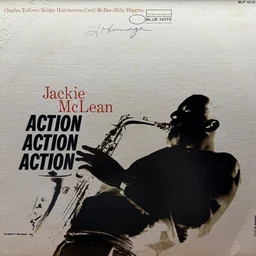 Charles Tolliver/Bobby Hutcherson/Cecil McBee/Billy Higgins
BLUE NOTE
Jackie
McLean
ACTION
ACTION
ACTION